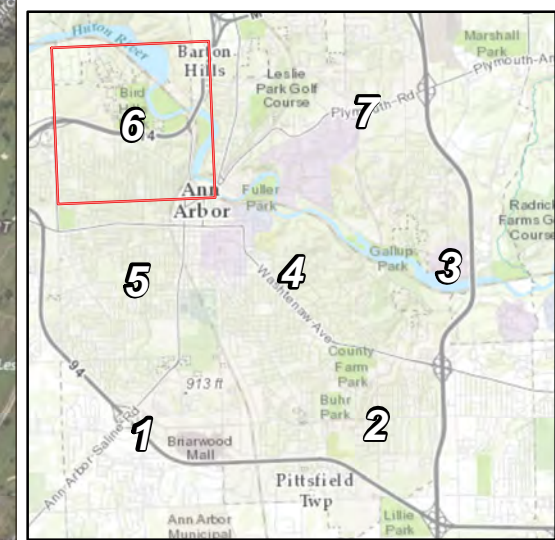 Huron River
Barton
Hills
Marshall
Park
Leslie
Park Golf
Course
Plymouth-Rd
Bird
6
7
Ann
Arbor
Fuller
Park
Gallup
Park
Radrick
Farms G
Course
5
4
3
Washtenaw Ave
94
913 ft
County
Farm
Park
Buhr
Park
2
1
Ann Arbor-Saline Rd
Briarwood
Mall
Pittsfield
Twp
Ann Arbor
Municipal
Lillie
Park